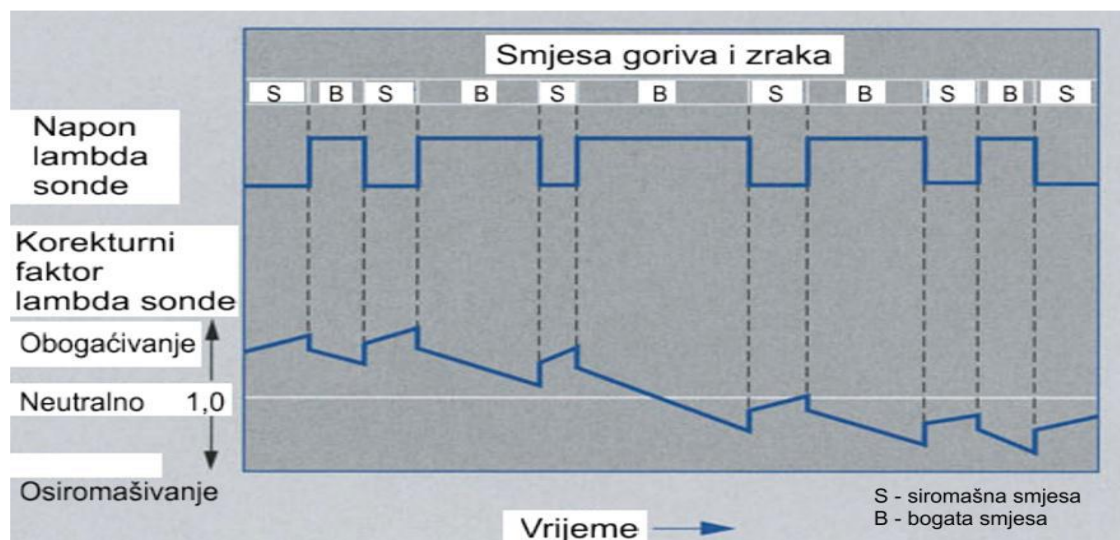 Smjesa goriva i zraka
S B S B S B S B S B S
Napon
lambda
sonde
Korekturni
faktor
lambda sonde
Obogaćivanje
Neutralno 1,0
Osiromašivanje
S - siromašna smjesa
B - bogata smjesa
Vrijeme